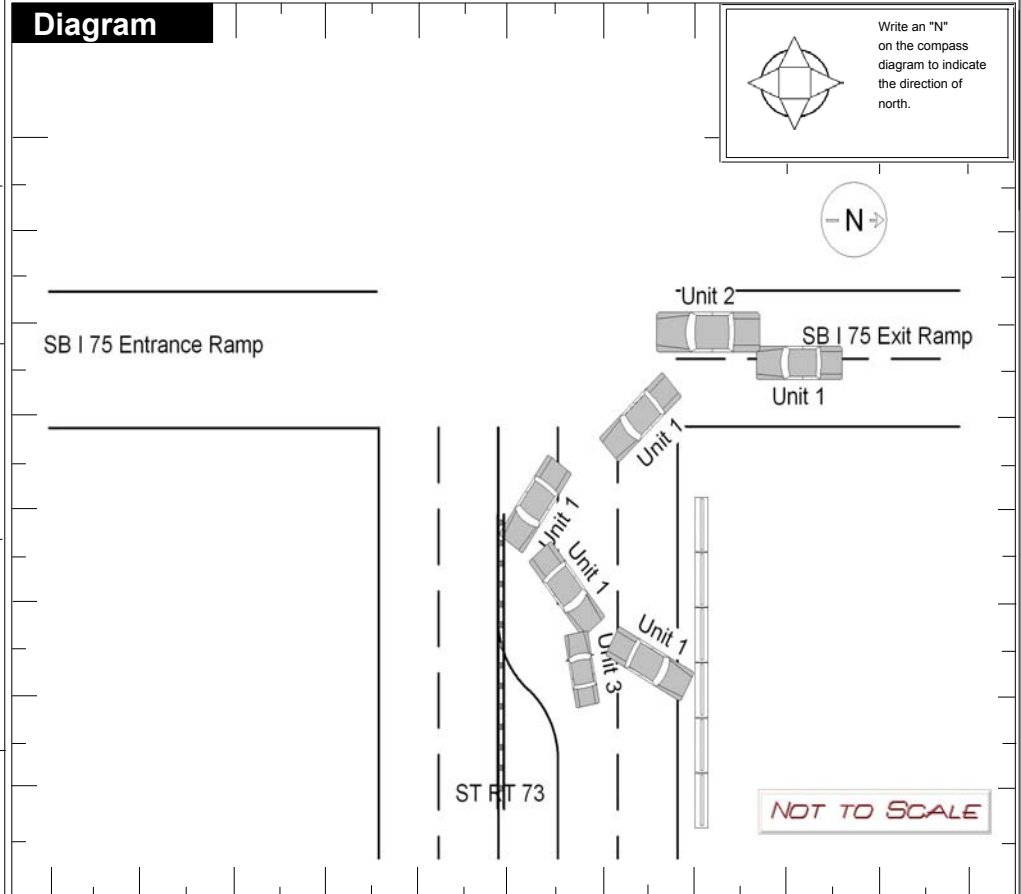 Diagram
Write an "N"
on the compass
diagram to indicate
the direction of
north.
N
Unit 2
SB I 75 Entrance Ramp
SB I 75 Exit Ramp
Unit 1
Unit 1
Unit 1
Unit 1
Unit 1
Unit 3
ST RT 73
NOT TO SCALE